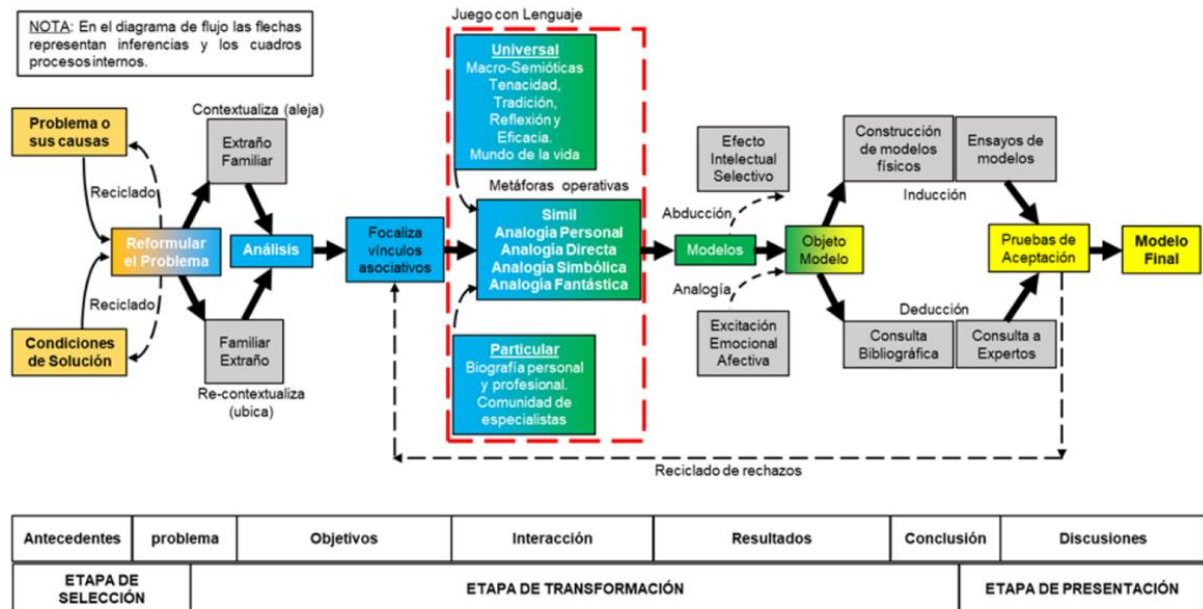 NOTA: En el diagrama de flujo las flechas
representan inferencias y los cuadros
procesos internos.
Juego con Lenguaje
Universal
Macro-Semióticas
Tenacidad,
Tradición,
Reflexión y
Eficacia.
Mundo de la vida
Problema o
sus causas
Reciclado
Reformular
el Problema
Reciclado
Condiciones
de Solución
Contextualiza (aleja)
Extraño
Familiar
Análisis
Familiar
Extraño
Re-contextualiza
(ubica)
Focaliza
vínculos
asociativos
Metáforas operativas
Simil
Analogía Personal
Analogía Directa
Analogía Simbólica
Analogía Fantástica
Particular
Biografía personal
y profesional.
Comunidad de
especialistas
Efecto
Intelectual
Selectivo
Abducción
Modelos
Analogía
Excitación
Emocional
Afectiva
Objeto
Modelo
Construcción
de modelos
físicos
Ensayos de
modelos
Inducción
Pruebas de
Aceptación
Modelo
Final
Deducción
Consulta
Bibliográfica
Consulta a
Expertos
Reciclado de rechazos
Antecedentes problema Objetivos Interacción Resultados Conclusión Discusiones
ETAPA DE
SELECCIÓN
ETAPA DE TRANSFORMACIÓN
ETAPA DE PRESENTACIÓN